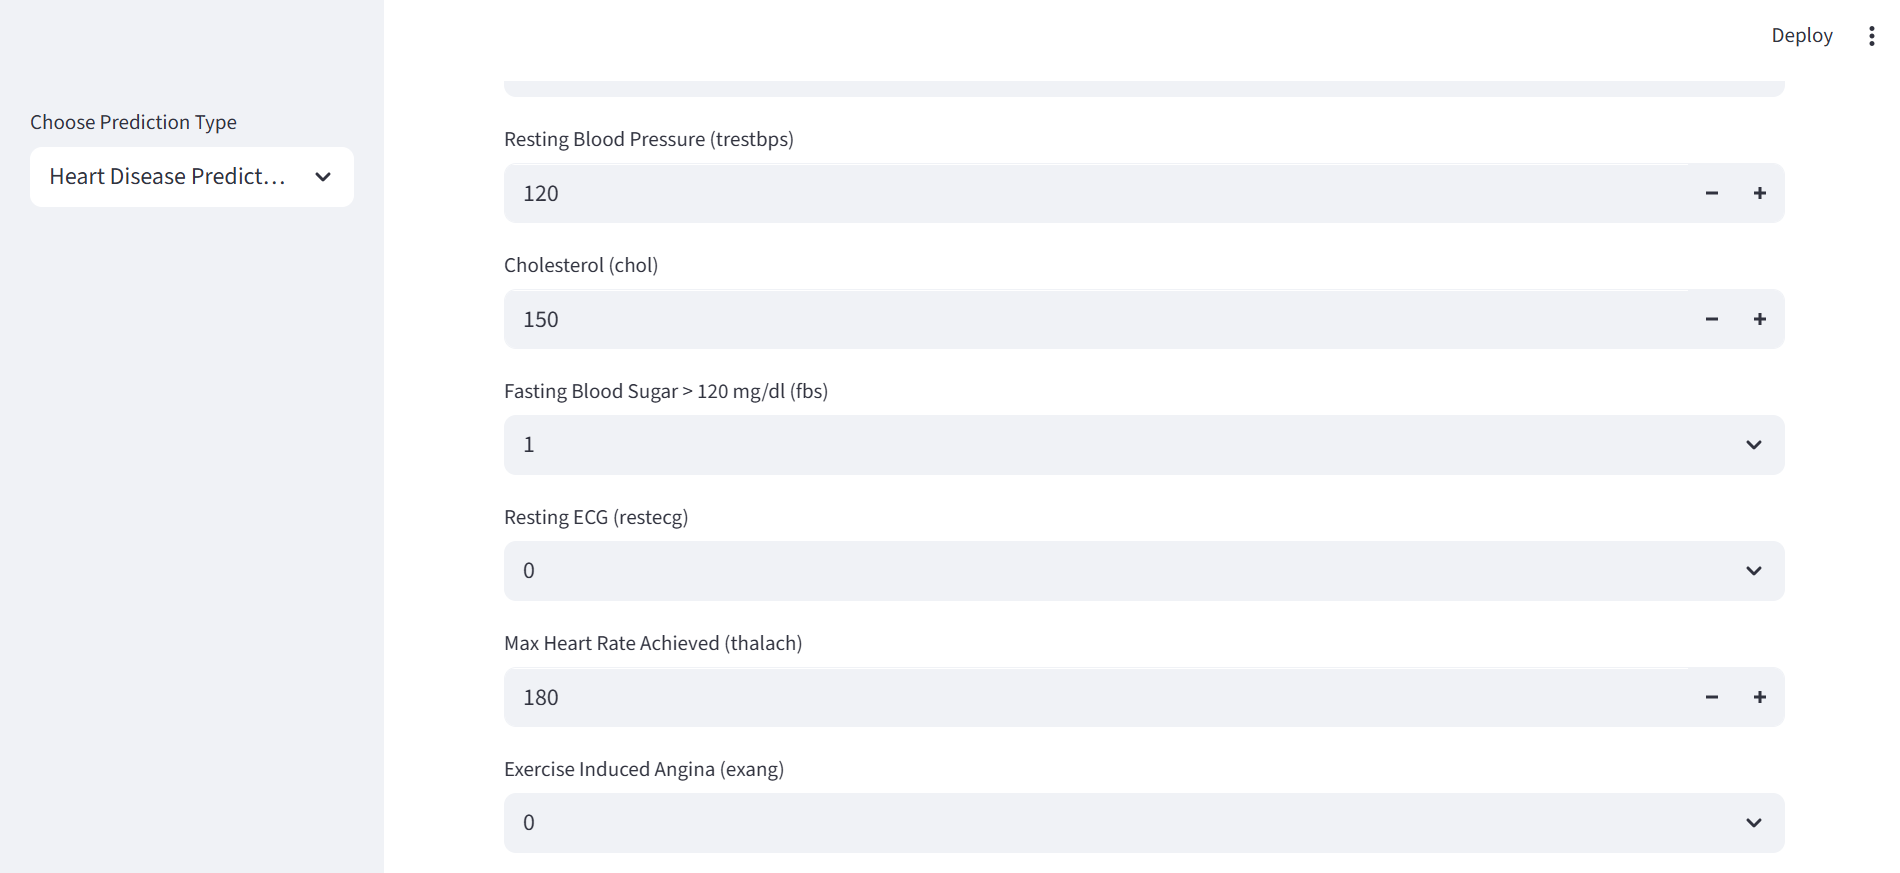 Deploy
Choose Prediction Type
Heart Disease Predict...
Resting Blood Pressure (trestbps)
120
Cholesterol (chol)
150
Fasting Blood Sugar > 120 mg/dl (fbs)
1
Resting ECG (restecg)
0
Max Heart Rate Achieved (thalach)
180
Exercise Induced Angina (exang)
0